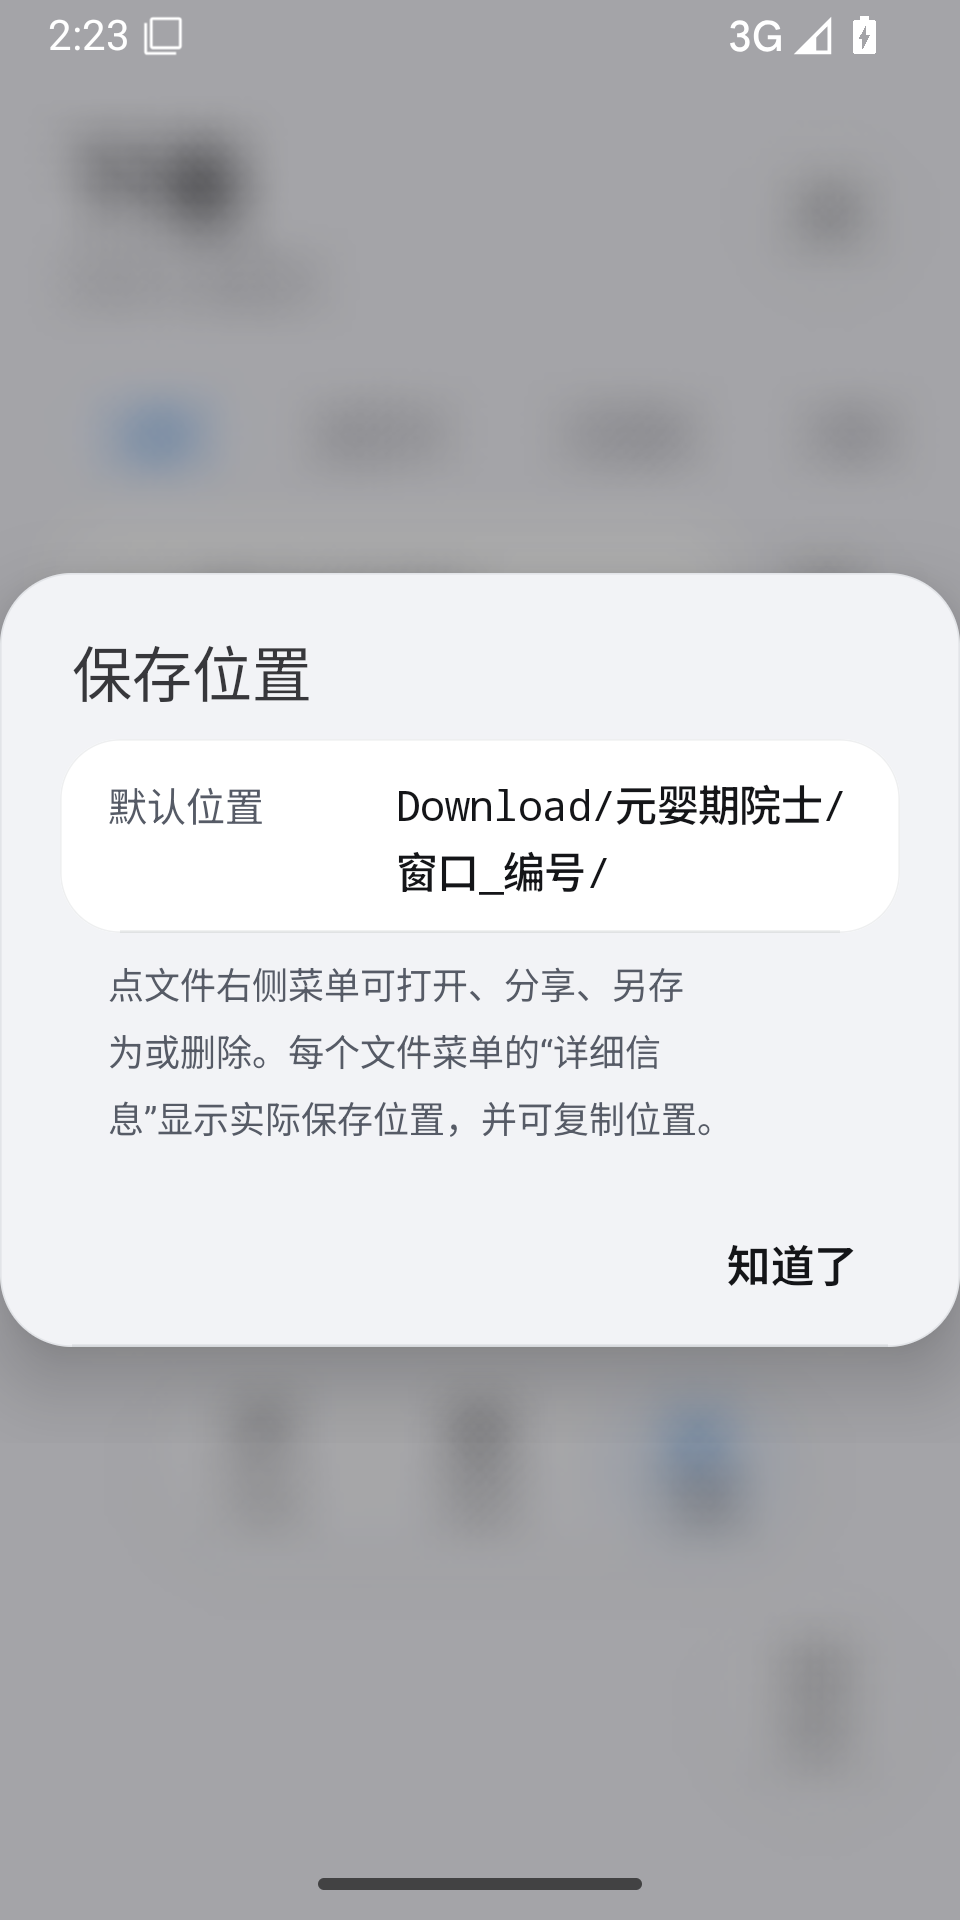 2:23
3G
保存位置
默认位置
Download/元婴期院士/
窗口_编号/
点文件右侧菜单可打开、分享、另存
为或删除。每个文件菜单的“详细信
息”显示实际保存位置，并可复制位置。
知道了